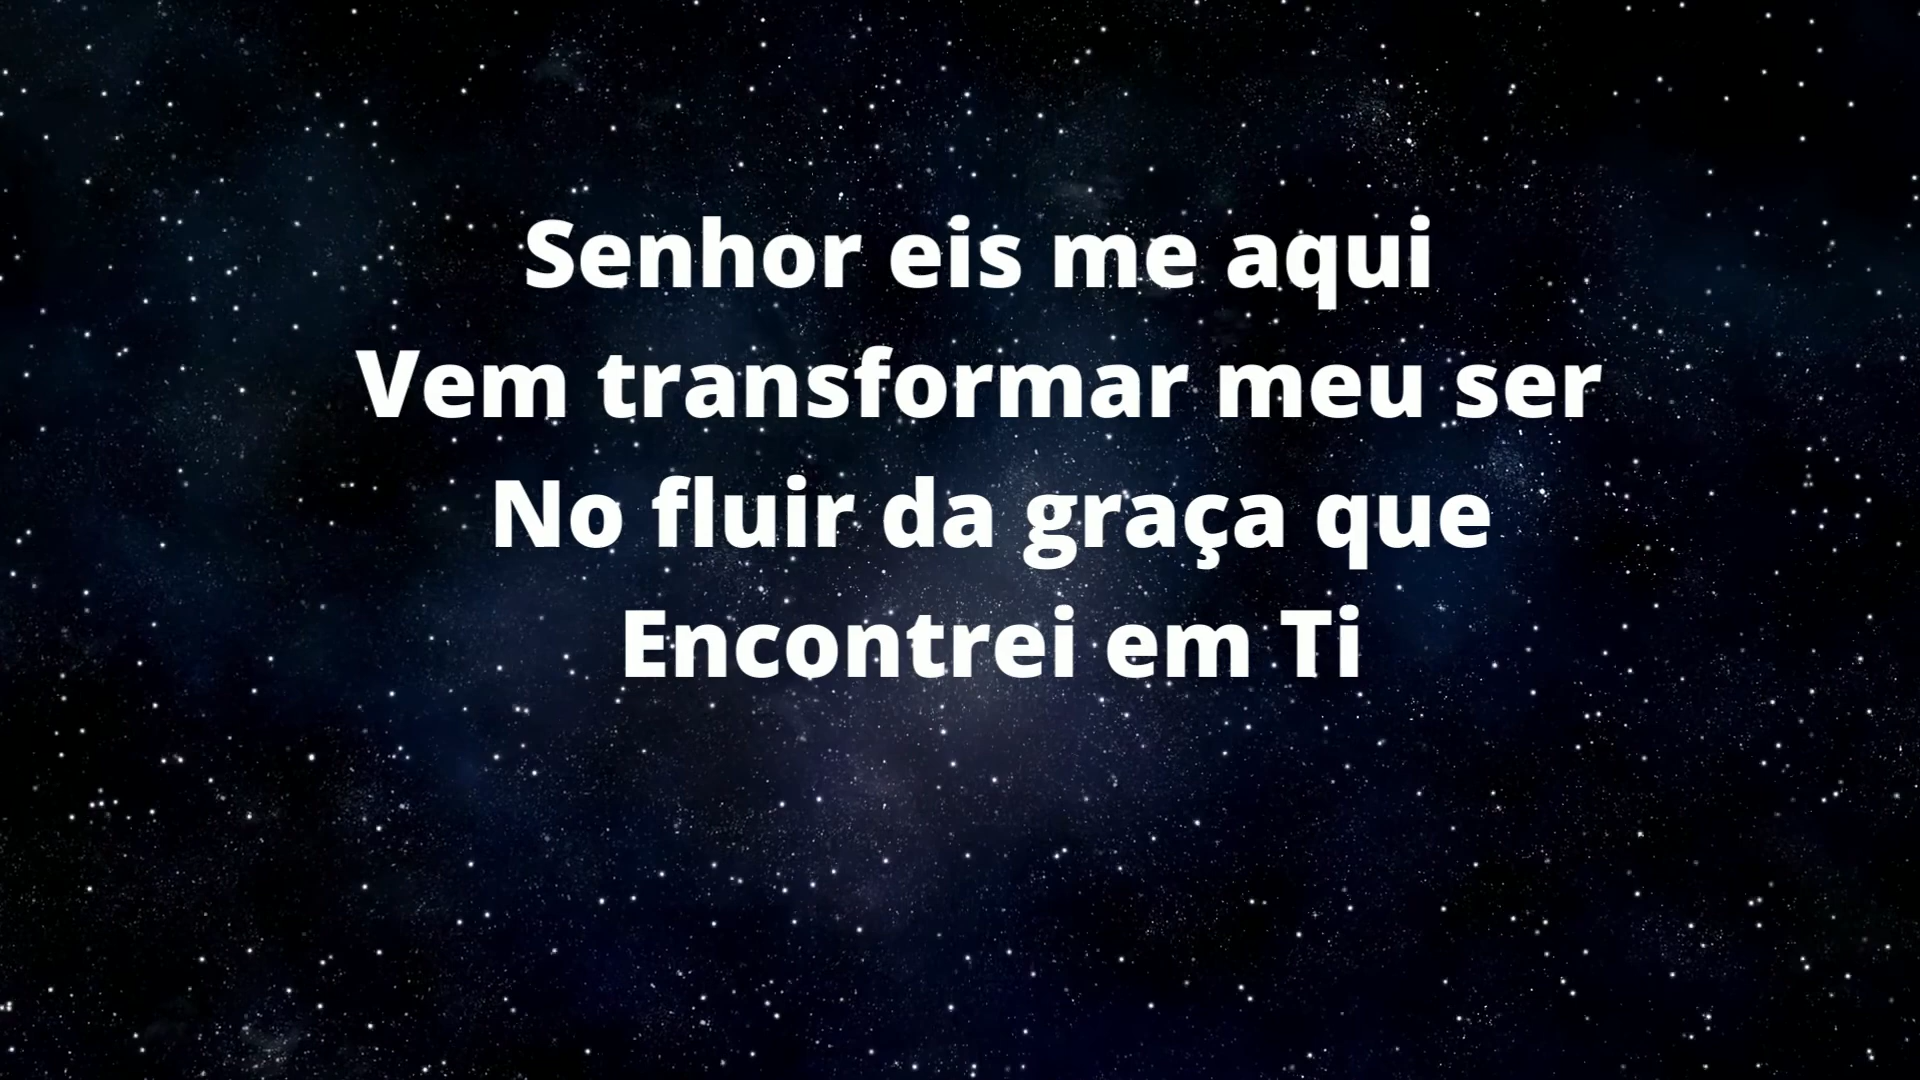 Senhor eis me aqui
Vem transformar meu ser
No fluir da graça que
Encontrei em Ti